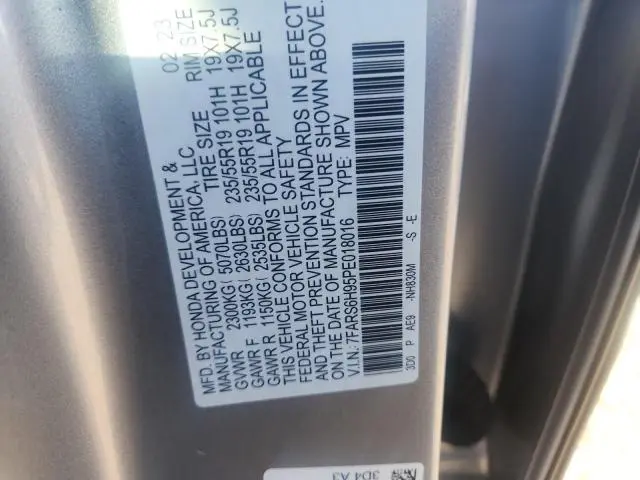 MFD. BY HONDA DEVELOPMENT & 02/23
MANUFACTURING OF AMERICA, LLC
TIRE SIZE RIM SIZE
GVWR 2300KG( 5070LBS)
GAWR F 1193KG( 2630LBS) 235/55R19 101H 19X7.5J
GAWR R 1150KG( 2535LBS) 235/55R19 101H 19X7.5J
THIS VEHICLE CONFORMS TO ALL APPLICABLE
FEDERAL MOTOR VEHICLE SAFETY
AND THEFT PREVENTION STANDARDS IN EFFECT
ON THE DATE OF MANUFACTURE SHOWN ABOVE.
V.I.N.: 7FARS6H95PE018016 TYPE: MPV
3D0 P AE9 -NH830M -S -E
3D4 A3